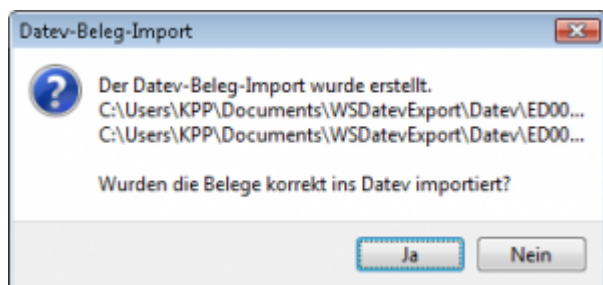 Datev-Beleg-Import
Der Datev-Beleg-Import wurde erstellt.
C:\Users\KPP\Documents\WSDatevExport\Datev\ED00...
C:\Users\KPP\Documents\WSDatevExport\Datev\ED00...
Wurden die Belege korrekt ins Datev importiert?
Ja
Nein